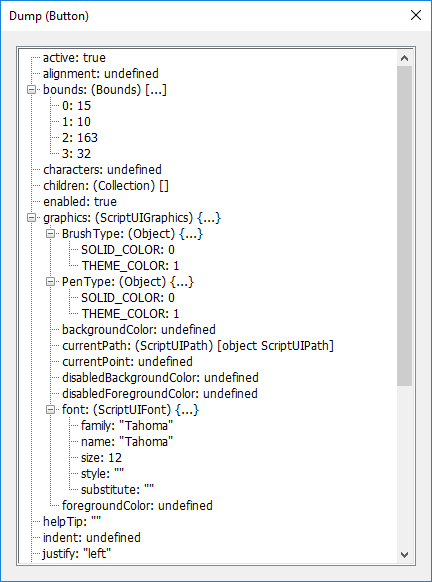 Dump (Button)
active: true
alignment: undefined
bounds: (Bounds) [...]
0: 15
1: 10
2: 163
3: 32
characters: undefined
children: (Collection) []
enabled: true
graphics: (ScriptUIGraphics) {...}
BrushType: (Object) {...}
SOLID_COLOR: 0
THEME_COLOR: 1
PenType: (Object) {...}
SOLID_COLOR: 0
THEME_COLOR: 1
backgroundColor: undefined
currentPath: (ScriptUIPath) [object ScriptUIPath]
currentPoint: undefined
disabledBackgroundColor: undefined
disabledForegroundColor: undefined
font: (ScriptUIFont) {...}
family: "Tahoma"
name: "Tahoma"
size: 12
style: ""
substitute: ""
foregroundColor: undefined
helpTip: ""
indent: undefined
justify: "left"